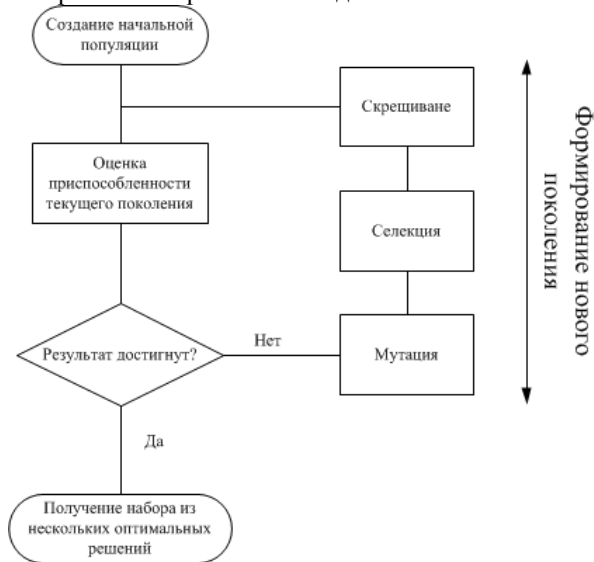 Создание начальной
популяции
Скрещиване
Оценка
приспособленности
текущего поколения
Селекция
Формирование нового
поколения
Результат достигнут?
Нет
Мутация
Да
Получение набора из
нескольких оптимальных
решений